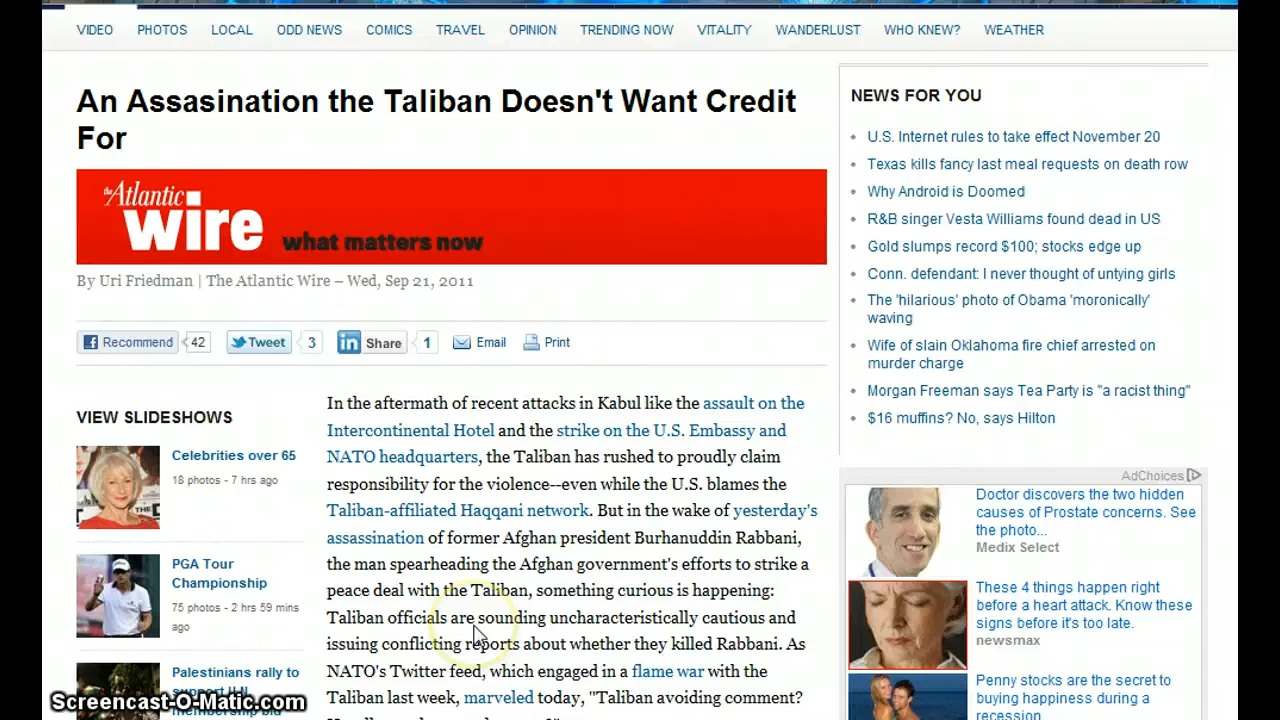 VIDEO PHOTOS LOCAL ODD NEWS COMICS TRAVEL OPINION TRENDING NOW VITALITY WANDERLUST WHO KNEW? WEATHER
An Assasination the Taliban Doesn't Want Credit
For
the Atlantic
wire what matters now
By Uri Friedman | The Atlantic Wire – Wed, Sep 21, 2011
Recommend 42 Tweet 3 in Share 1 Email Print
VIEW SLIDESHOWS
Celebrities over 65
18 photos - 7 hrs ago
PGA Tour
Championship
75 photos - 2 hrs 59 mins
ago
Palestinians rally to
support U.N.
membership bid
In the aftermath of recent attacks in Kabul like the assault on the
Intercontinental Hotel and the strike on the U.S. Embassy and
NATO headquarters, the Taliban has rushed to proudly claim
responsibility for the violence--even while the U.S. blames the
Taliban-affiliated Haqqani network. But in the wake of yesterday's
assassination of former Afghan president Burhanuddin Rabbani,
the man spearheading the Afghan government's efforts to strike a
peace deal with the Taliban, something curious is happening:
Taliban officials are sounding uncharacteristically cautious and
issuing conflicting reports about whether they killed Rabbani. As
NATO's Twitter feed, which engaged in a flame war with the
Taliban last week, marveled today, "Taliban avoiding comment?
NEWS FOR YOU
U.S. Internet rules to take effect November 20
Texas kills fancy last meal requests on death row
Why Android is Doomed
R&B singer Vesta Williams found dead in US
Gold slumps record $100; stocks edge up
Conn. defendant: I never thought of untying girls
The 'hilarious' photo of Obama 'moronically'
waving
Wife of slain Oklahoma fire chief arrested on
murder charge
Morgan Freeman says Tea Party is "a racist thing"
$16 muffins? No, says Hilton
AdChoices
Doctor discovers the two hidden
causes of Prostate concerns. See
the photo...
Medix Select
These 4 things happen right
before a heart attack. Know these
signs before it's too late.
newsmax
Penny stocks are the secret to
buying happiness during a
recession
Screencast-O-Matic.com